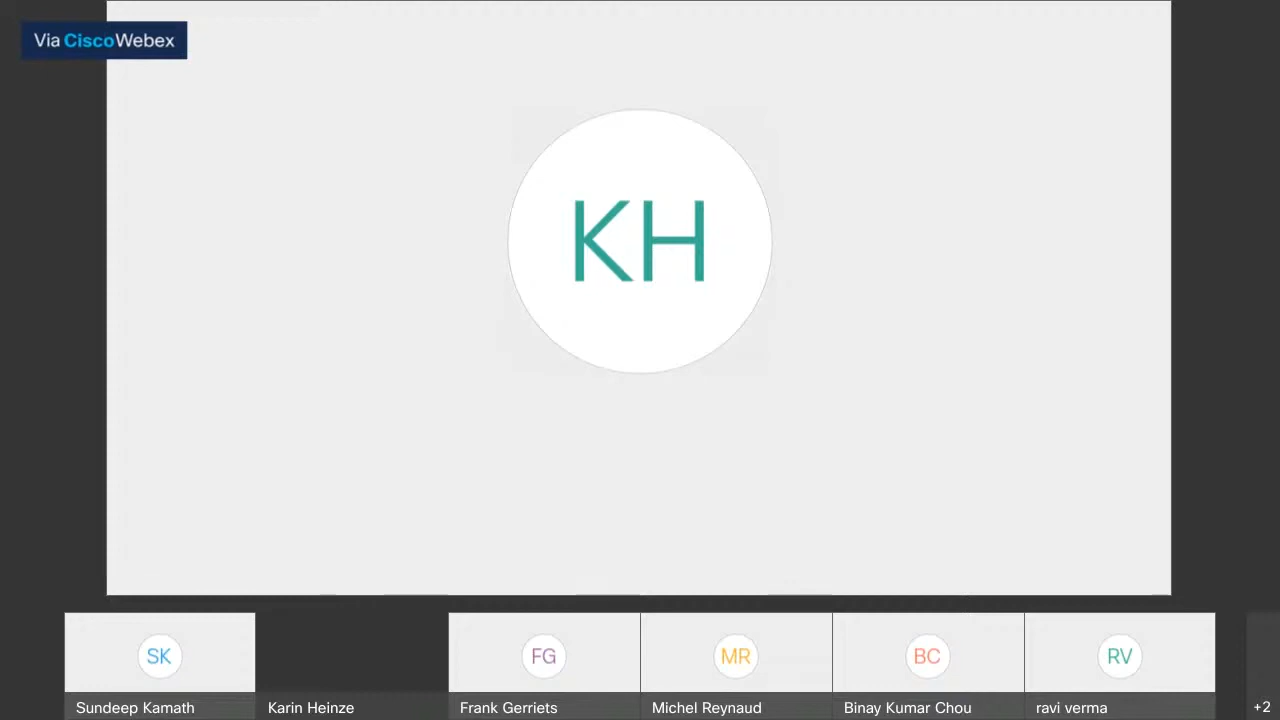 Via CiscoWebex
KH
SK
FG
MR
BC
RV
Sundeep Kamath
Karin Heinze
Frank Gerriets
Michel Reynaud
Binay Kumar Chou
ravi verma
+2